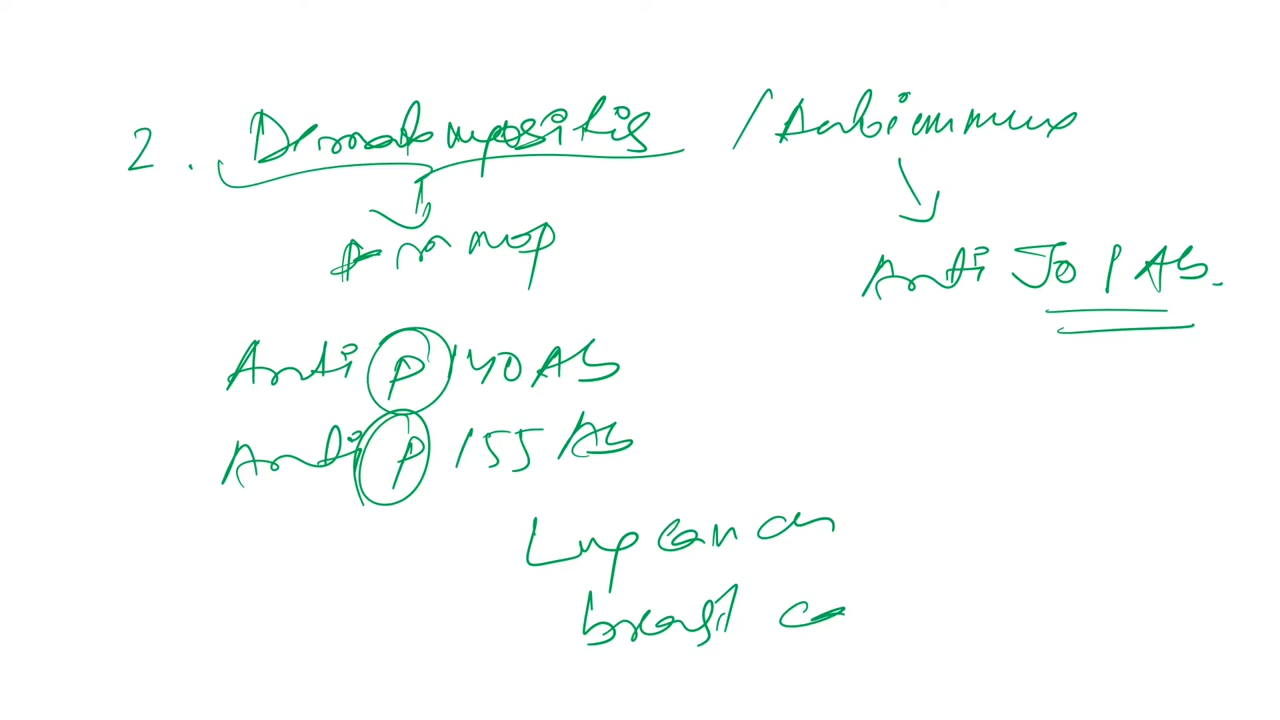 2. Dermatomyositis / Autoimmune
Anti Jo 1 Ab.
Anti P 140 Ab
Anti P 155 / Ab
Lung cancer
breast ca